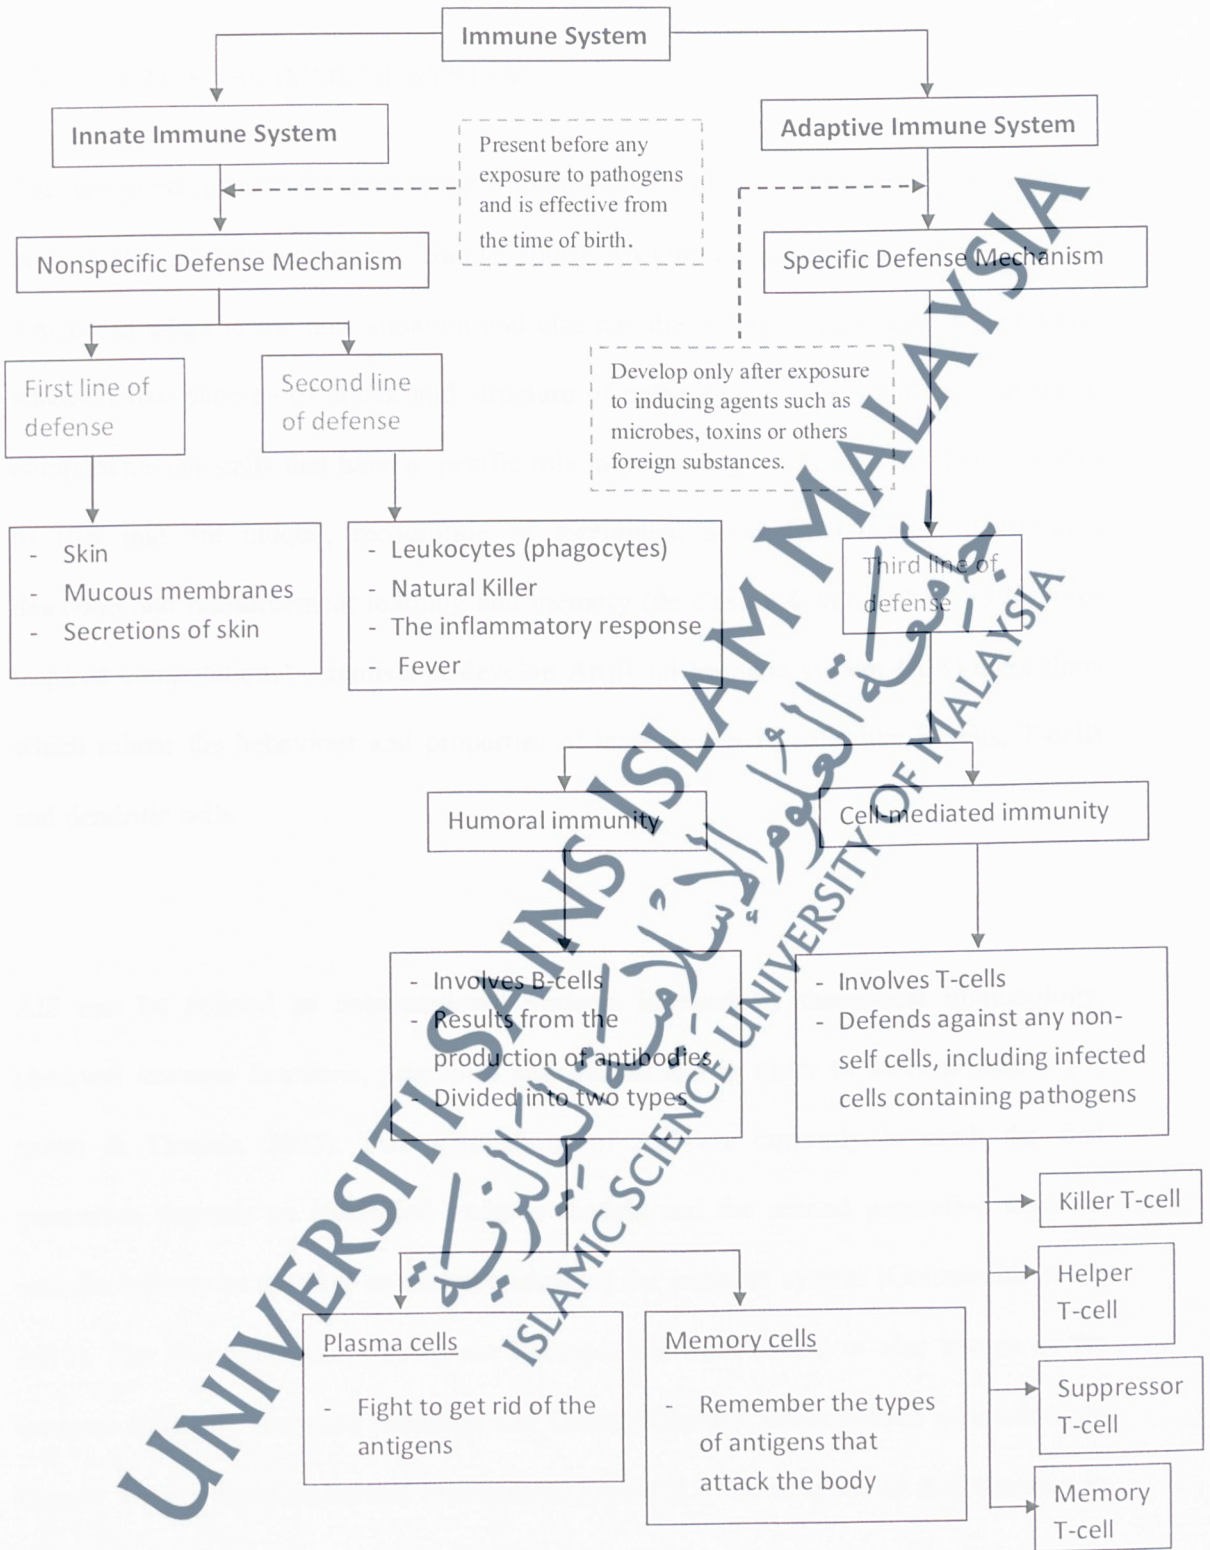 Immune System
Innate Immune System
Adaptive Immune System
Present before any
exposure to pathogens
and is effective from
the time of birth.
Nonspecific Defense Mechanism
Specific Defense Mechanism
First line of
defense
Second line
of defense
Develop only after exposure
to inducing agents such as
microbes, toxins or others
foreign substances.
- Skin
- Mucous membranes
- Secretions of skin
- Leukocytes (phagocytes)
- Natural Killer
- The inflammatory response
Fever
Third line of
defense
Humoral immunity
Cell-mediated immunity
- Involves B-cells
- Results from the
production of antibodies
- Divided into two types
- Involves T-cells
- Defends against any non-
self cells, including infected
cells containing pathogens
Killer T-cell
Helper
T-cell
Suppressor
T-cell
Memory
T-cell
Plasma cells
- Fight to get rid of the
antigens
Memory cells
- Remember the types
of antigens that
attack the body
UNIVERSITI SAINS ISLAM MALAYSIA
جامعة العلوم الإسلامية الماليزية
ISLAMIC SCIENCE UNIVERSITY OF MALAYSIA